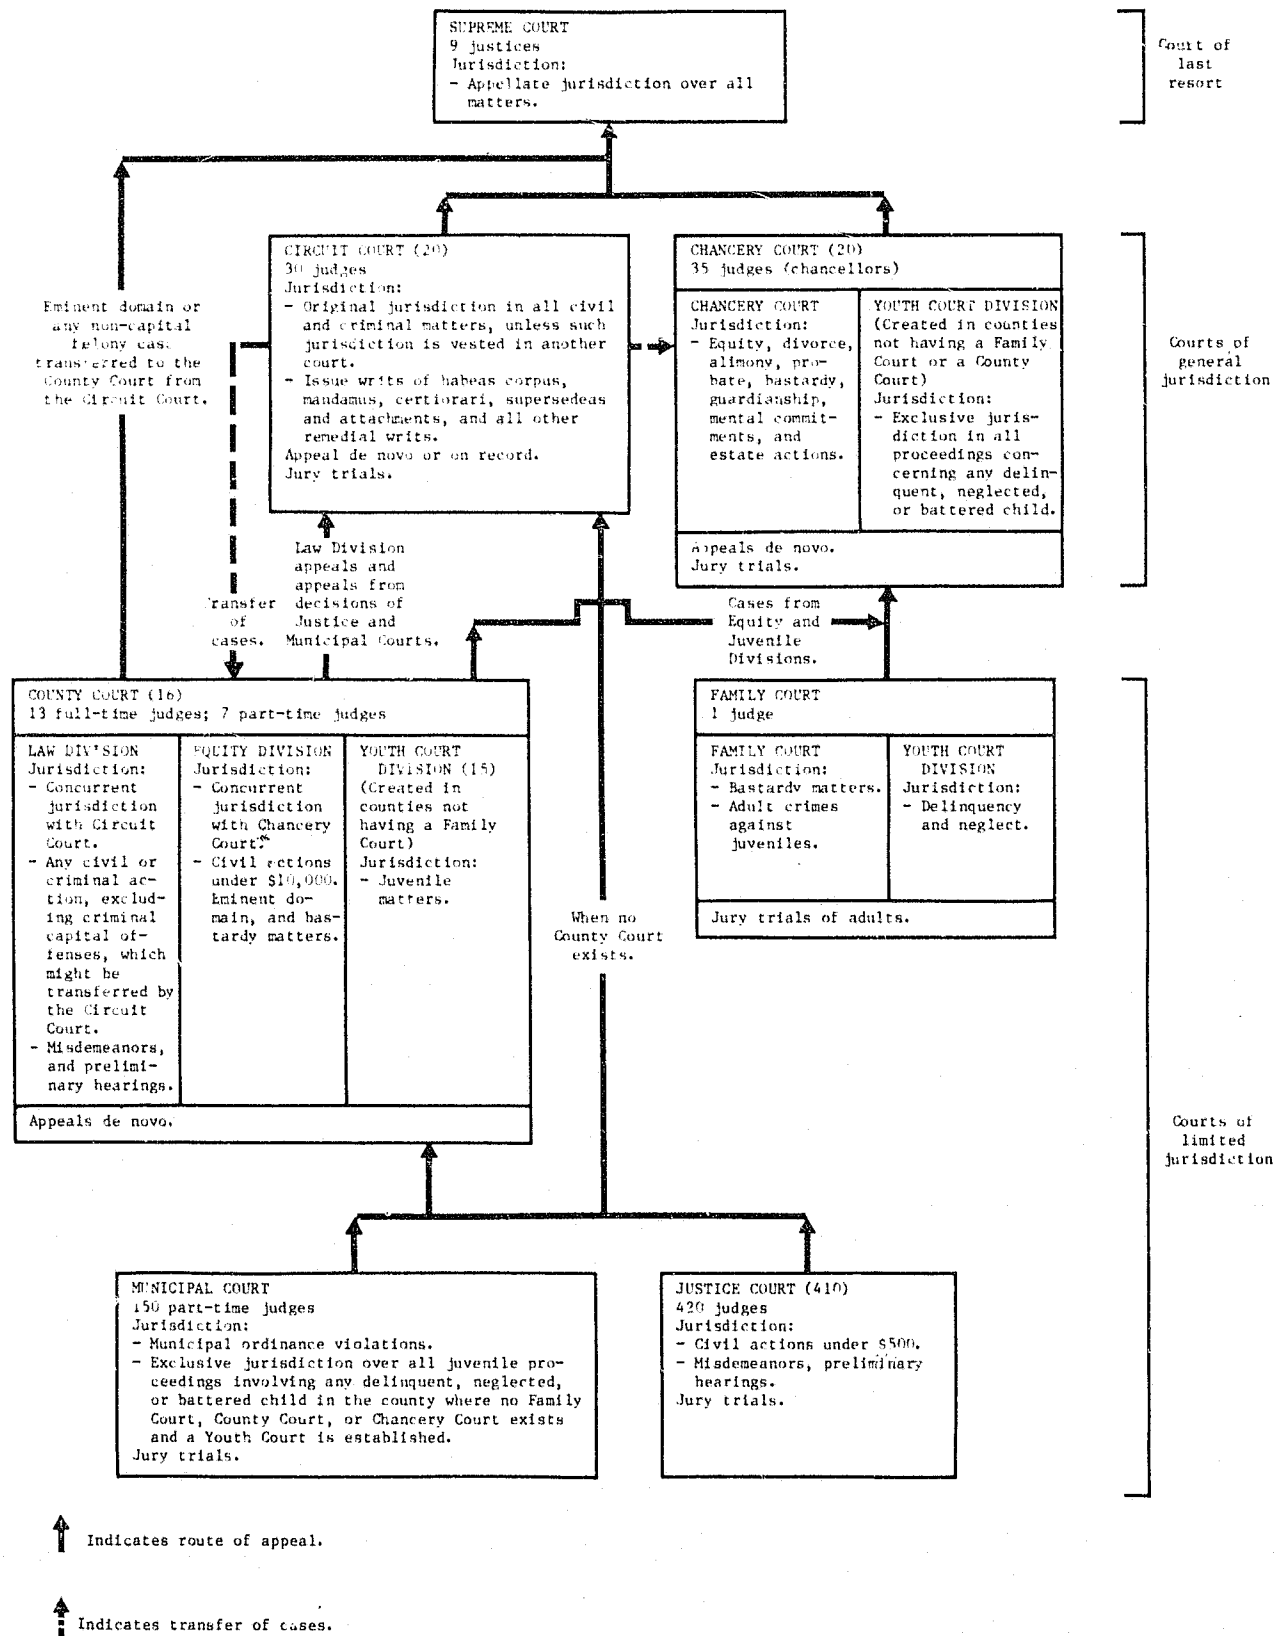 SUPREME COURT
9 justices
Jurisdiction:
- Appellate jurisdiction over all
matters.
Court of
last
resort
CIRCUIT COURT (20)
30 judges
Jurisdiction:
- Original jurisdiction in all civil
and criminal matters, unless such
jurisdiction is vested in another
court.
- Issue writs of habeas corpus,
mandamus, certiorari, supersedeas
and attachments, and all other
remedial writs.
Appeal de novo or on record.
Jury trials.
CHANCERY COURT (20)
35 judges (chancellors)
CHANCERY COURT
Jurisdiction:
- Equity, divorce,
alimony, pro-
bate, bastardy,
guardianship,
mental commit-
ments, and
estate actions.
YOUTH COURT DIVISION
(Created in counties
not having a Family
Court or a County
Court)
Jurisdiction:
- Exclusive juris-
diction in all
proceedings con-
cerning any delin-
quent, neglected,
or battered child.
Appeals de novo.
Jury trials.
Courts of
general
jurisdiction
Eminent domain or
any non-capital
felony case
transferred to the
County Court from
the Circuit Court.
Transfer
of
cases.
Law Division
appeals and
appeals from
decisions of
Justice and
Municipal Courts.
Cases from
Equity and
Juvenile
Divisions.
COUNTY COURT (16)
13 full-time judges; 7 part-time judges
LAW DIVISION
Jurisdiction:
- Concurrent
jurisdiction
with Circuit
Court.
- Any civil or
criminal ac-
tion, exclud-
ing criminal
capital of-
fenses, which
might be
transferred by
the Circuit
Court.
- Misdemeanors,
and prelimi-
nary hearings.
EQUITY DIVISION
Jurisdiction:
- Concurrent
jurisdiction
with Chancery
Court.
- Civil actions
under $10,000.
Eminent do-
main, and bas-
tardy matters.
YOUTH COURT
DIVISION (15)
(Created in
counties not
having a Family
Court)
Jurisdiction:
- Juvenile
matters.
Appeals de novo.
FAMILY COURT
1 judge
FAMILY COURT
Jurisdiction:
- Bastardy matters.
- Adult crimes
against
juveniles.
YOUTH COURT
DIVISION
Jurisdiction:
- Delinquency
and neglect.
Jury trials of adults.
When no
County Court
exists.
Courts of
limited
jurisdiction
MUNICIPAL COURT
150 part-time judges
Jurisdiction:
- Municipal ordinance violations.
- Exclusive jurisdiction over all juvenile pro-
ceedings involving any delinquent, neglected,
or battered child in the county where no Family
Court, County Court, or Chancery Court exists
and a Youth Court is established.
Jury trials.
JUSTICE COURT (410)
420 judges
Jurisdiction:
- Civil actions under $500.
- Misdemeanors, preliminary
hearings.
Jury trials.
Indicates route of appeal.
Indicates transfer of cases.